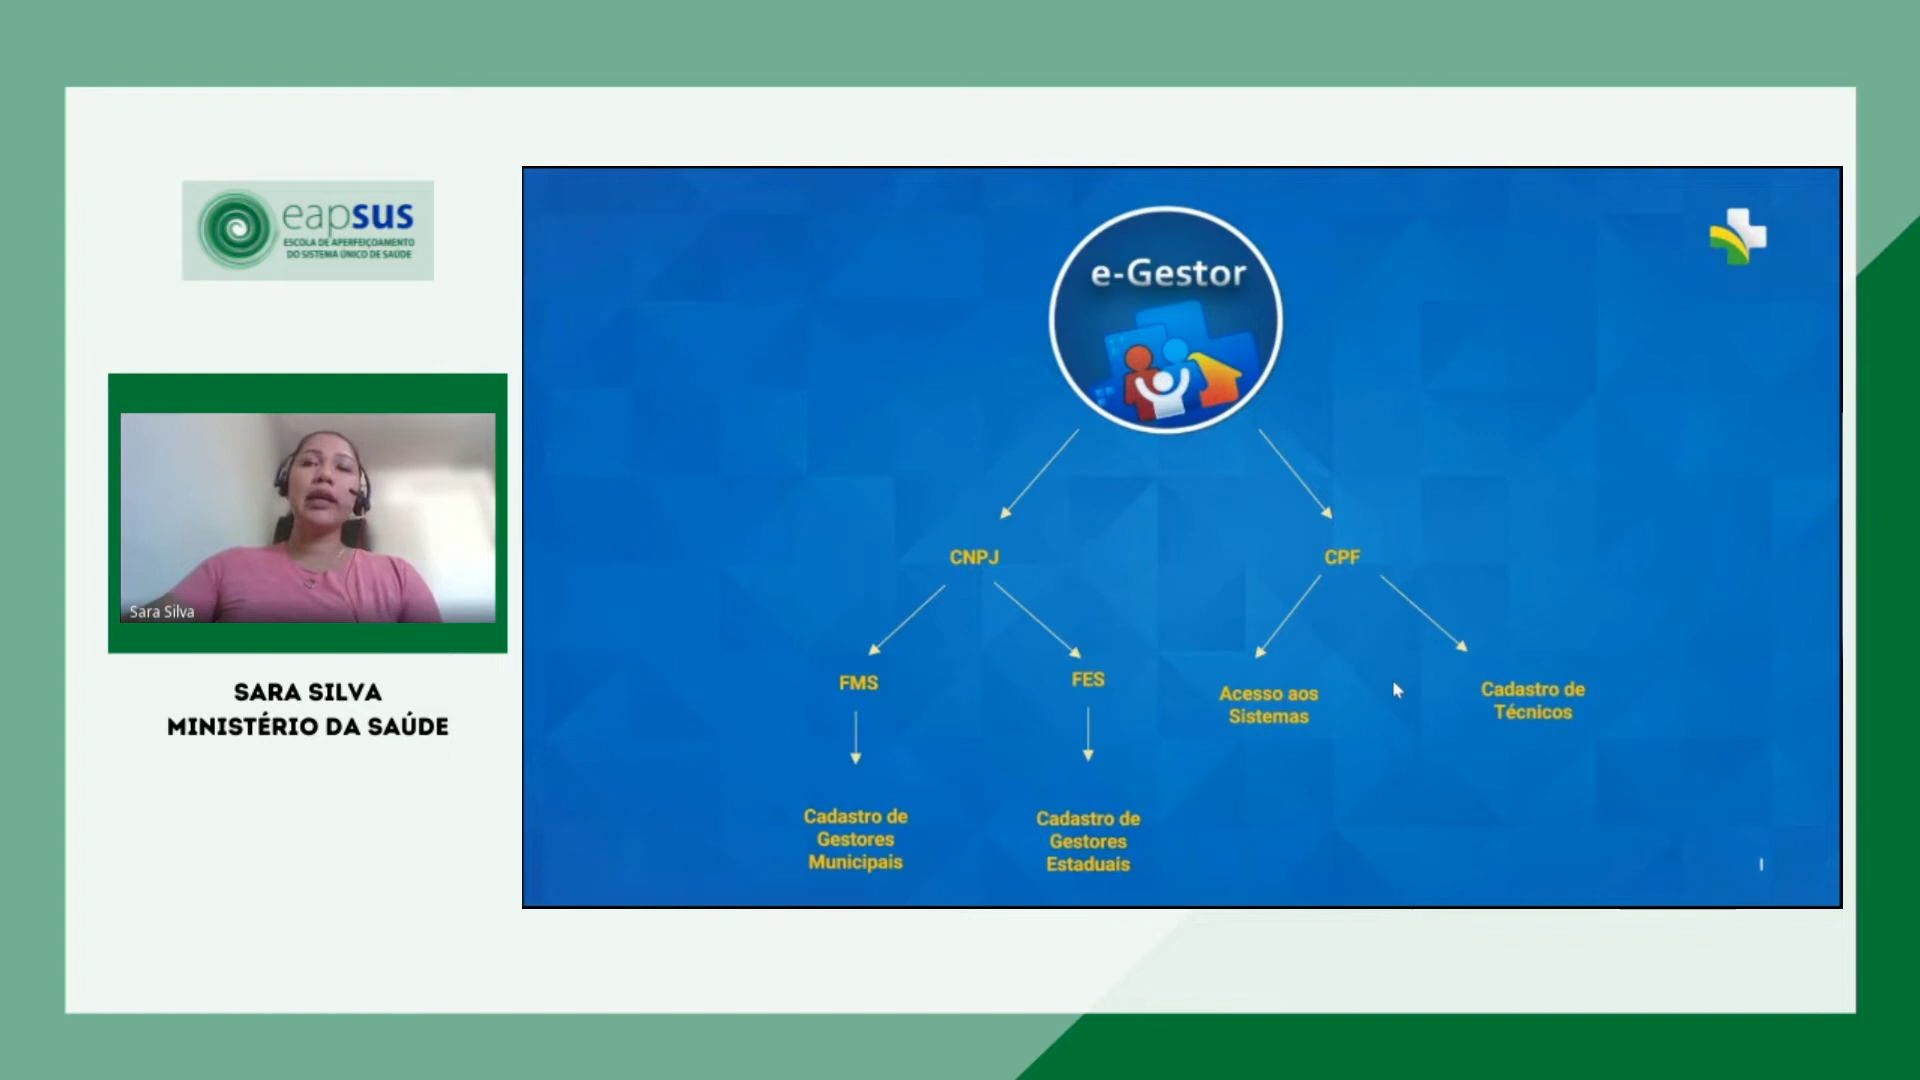 eapsus
ESCOLA DE APERFEIÇOAMENTO
DO SISTEMA ÚNICO DE SAÚDE
Sara Silva
SARA SILVA
MINISTÉRIO DA SAÚDE
e-Gestor
CNPJ
CPF
FMS
FES
Acesso aos
Sistemas
Cadastro de
Técnicos
Cadastro de
Gestores
Municipais
Cadastro de
Gestores
Estaduais